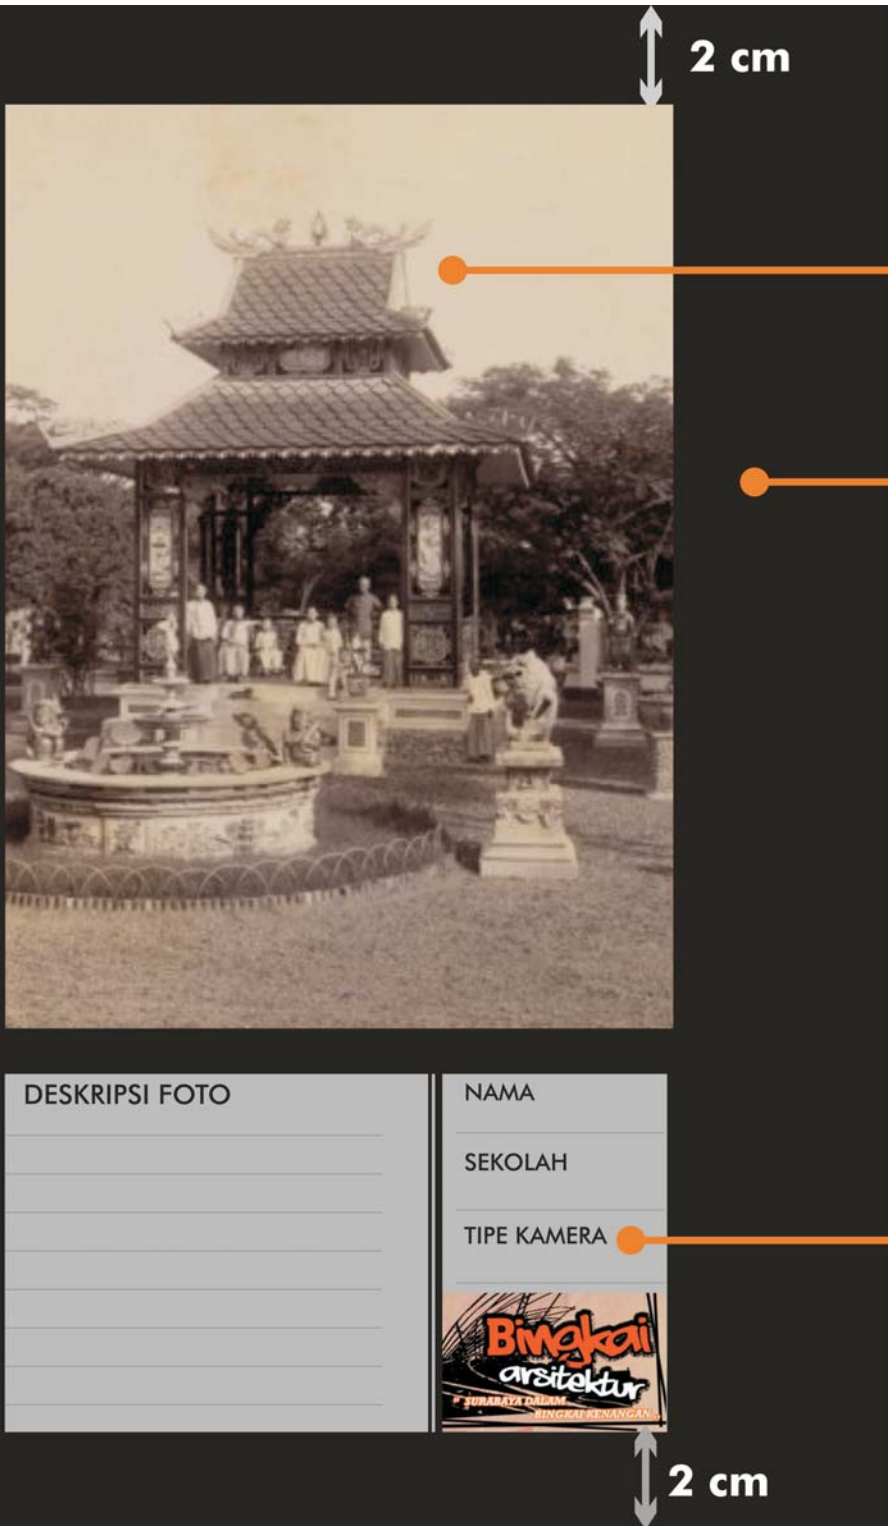 2 cm
DESKRIPSI FOTO
NAMA
SEKOLAH
TIPE KAMERA
Bingkai
arsitektur
" SURABAYA DALAM
BINGKAI KENANGAN...
2 cm